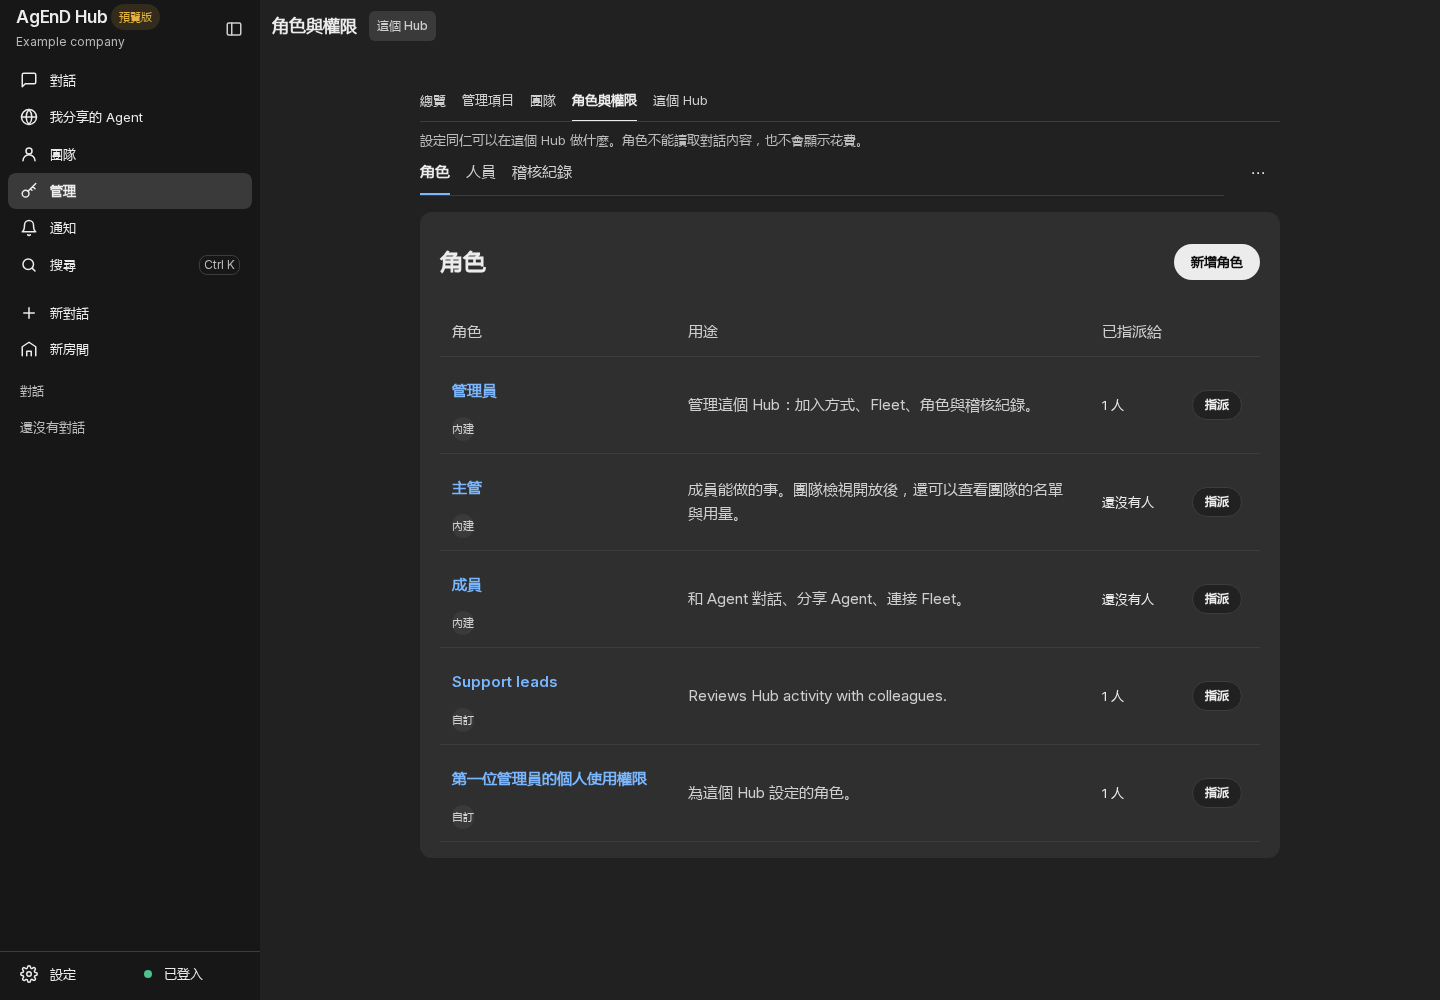 AgEnD Hub 預覽版
Example company
對話
我分享的 Agent
團隊
管理
通知
搜尋 Ctrl K
新對話
新房間
對話
還沒有對話
設定 已登入
角色與權限 這個 Hub
總覽 管理項目 團隊 角色與權限 這個 Hub
設定同仁可以在這個 Hub 做什麼。角色不能讀取對話內容，也不會顯示花費。
角色 人員 稽核紀錄 ...
角色 新增角色
角色 用途 已指派給
管理員
內建
管理這個 Hub：加入方式、Fleet、角色與稽核紀錄。
1 人 指派
主管
內建
成員能做的事。團隊檢視開放後，還可以查看團隊的名單
與用量。
還沒有人 指派
成員
內建
和 Agent 對話、分享 Agent、連接 Fleet。
還沒有人 指派
Support leads
自訂
Reviews Hub activity with colleagues.
1 人 指派
第一位管理員的個人使用權限
自訂
為這個 Hub 設定的角色。
1 人 指派